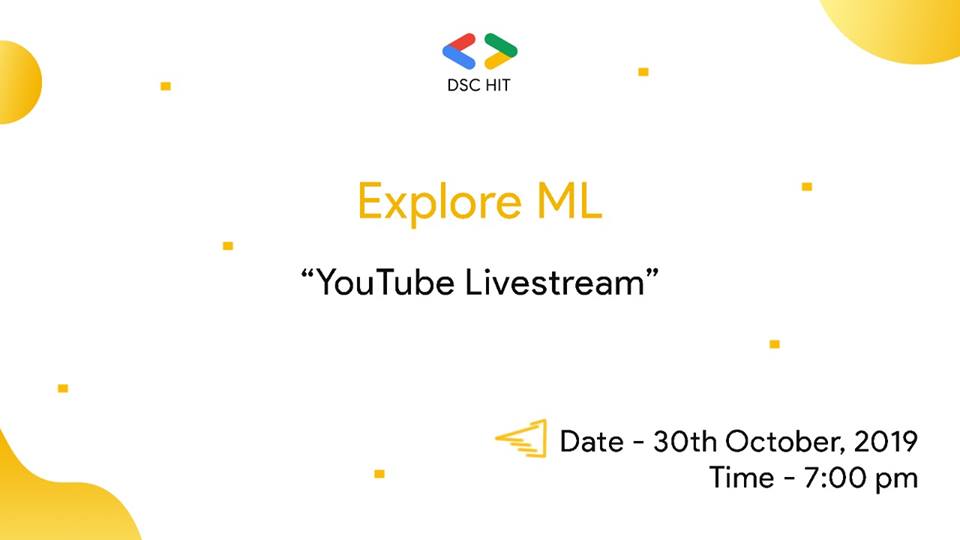 DSC HIT
Explore ML
“YouTube Livestream”
Date - 30th October, 2019
Time - 7:00 pm